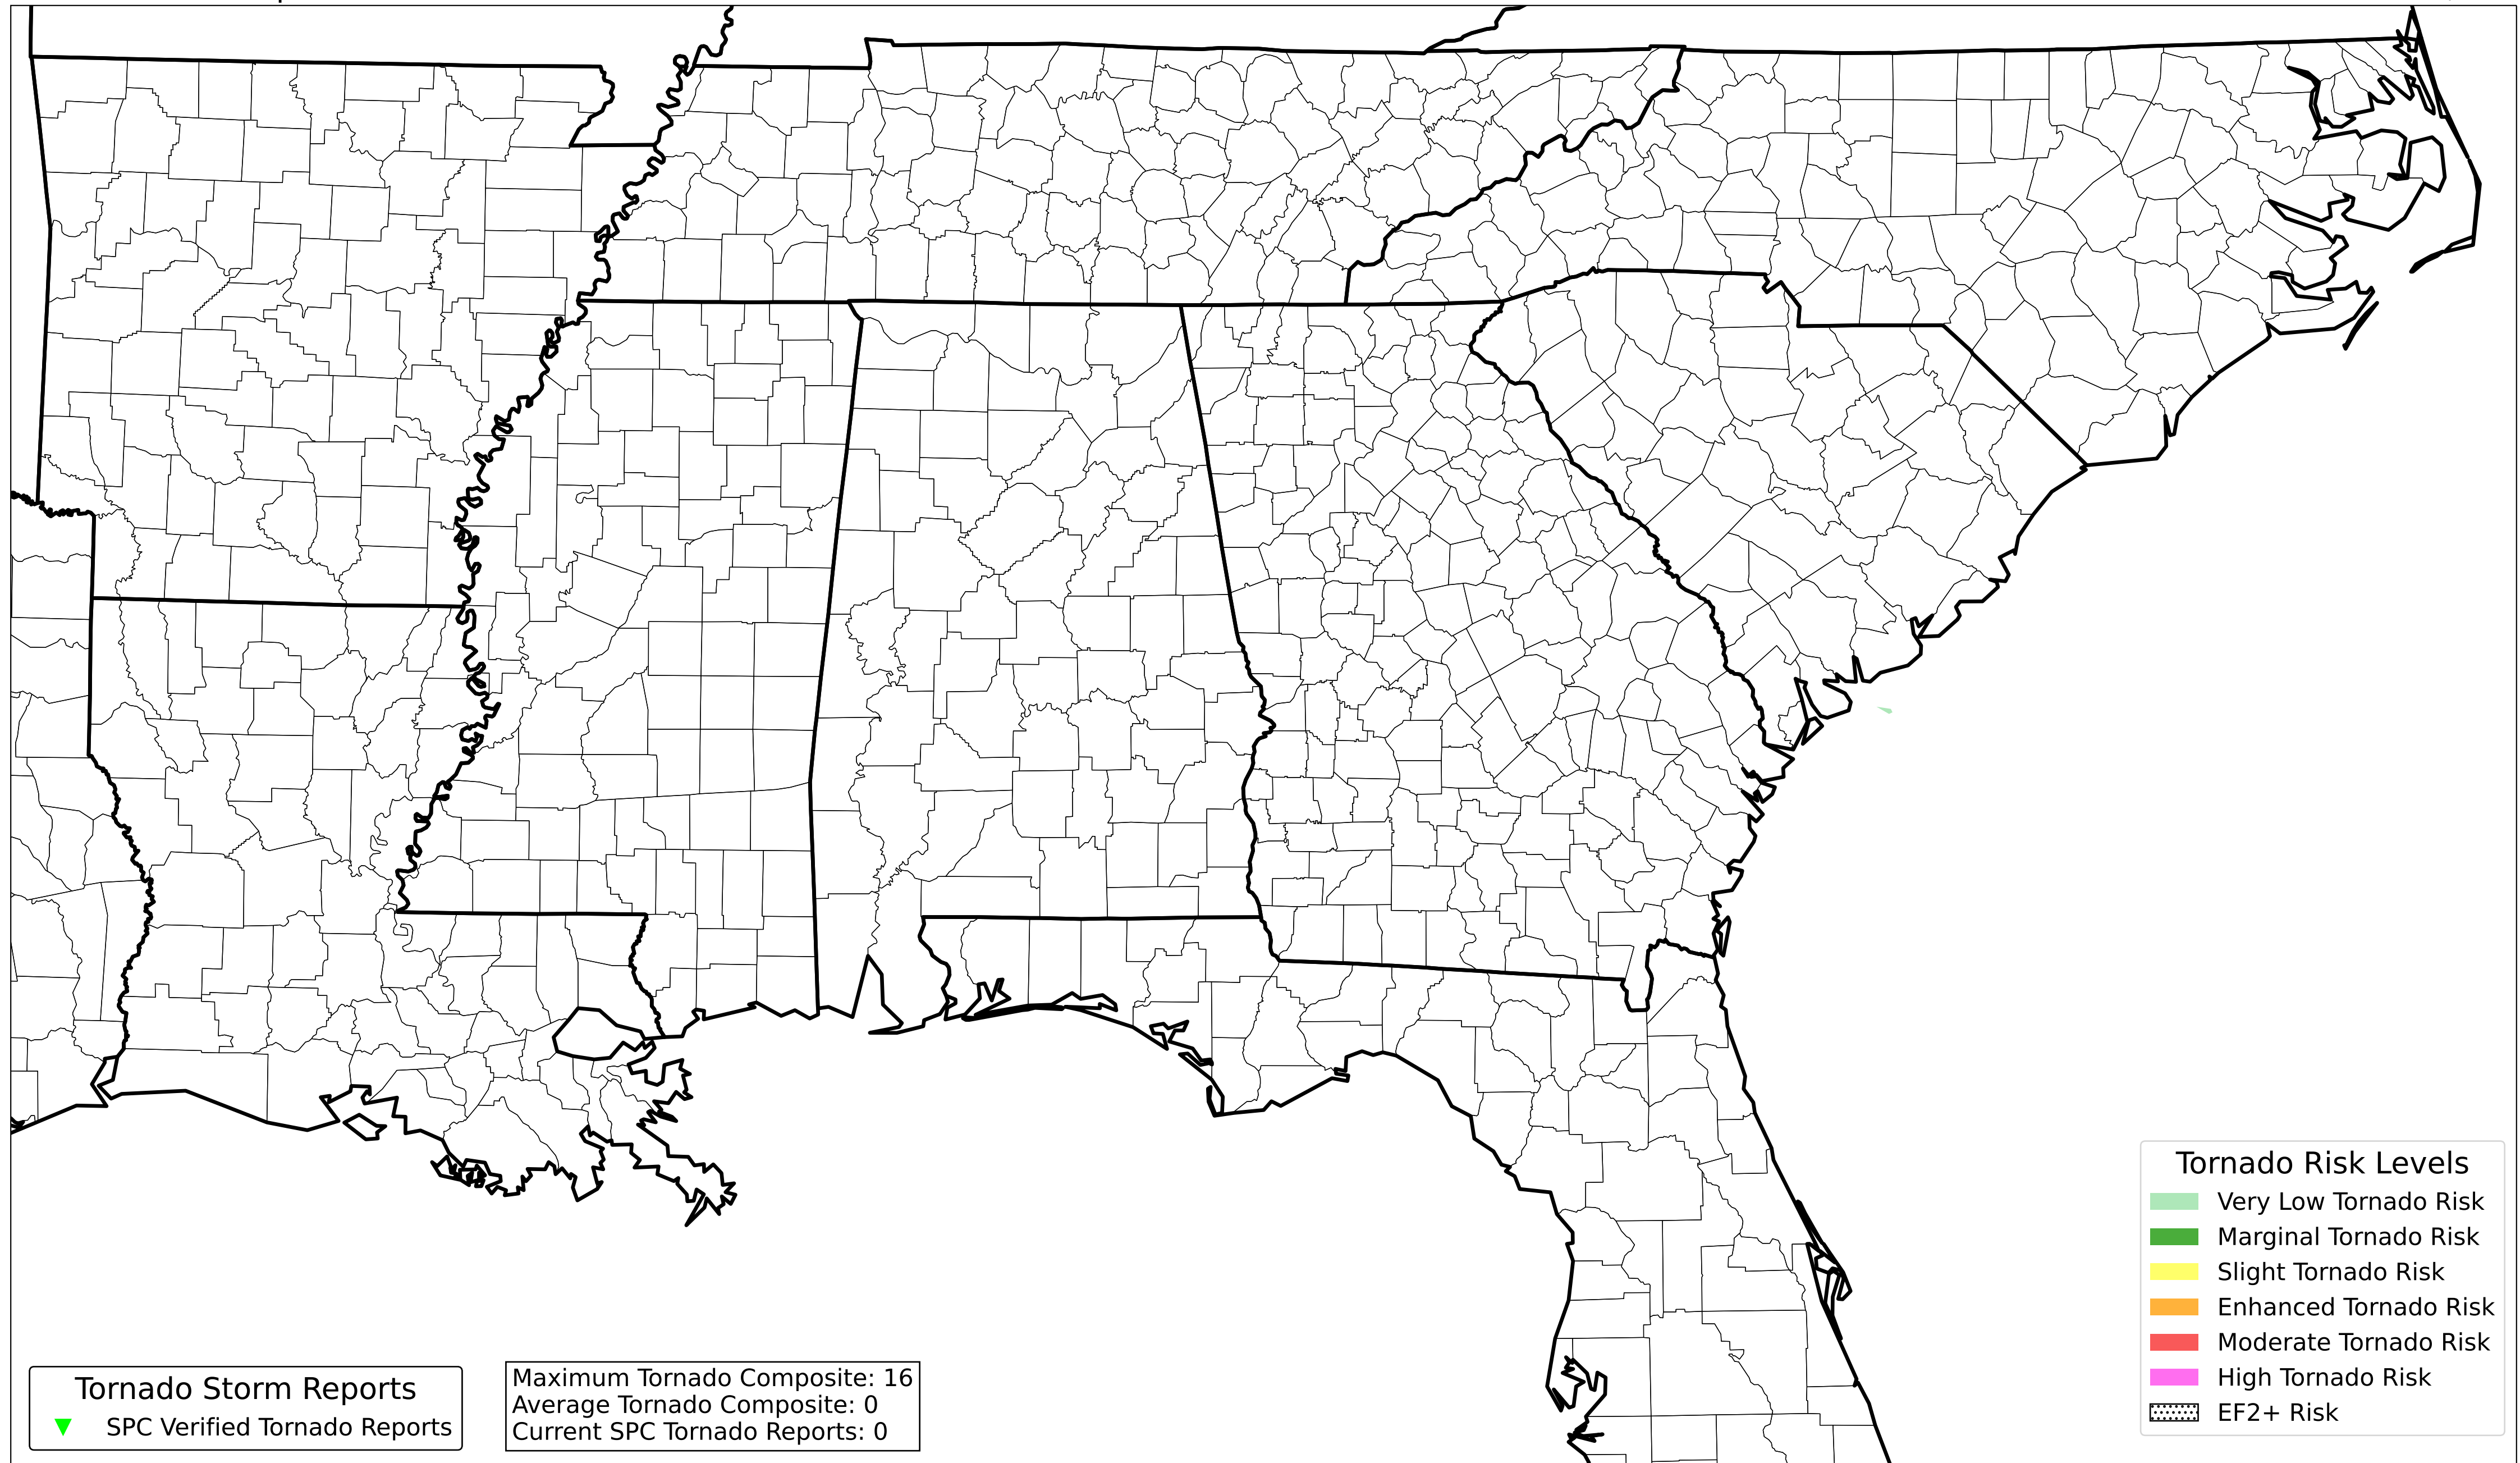 Tornado Risk Levels
Very Low Tornado Risk
Marginal Tornado Risk
Slight Tornado Risk
Enhanced Tornado Risk
Moderate Tornado Risk
High Tornado Risk
EF2+ Risk
Tornado Storm Reports
SPC Verified Tornado Reports
Maximum Tornado Composite: 16
Average Tornado Composite: 0
Current SPC Tornado Reports: 0